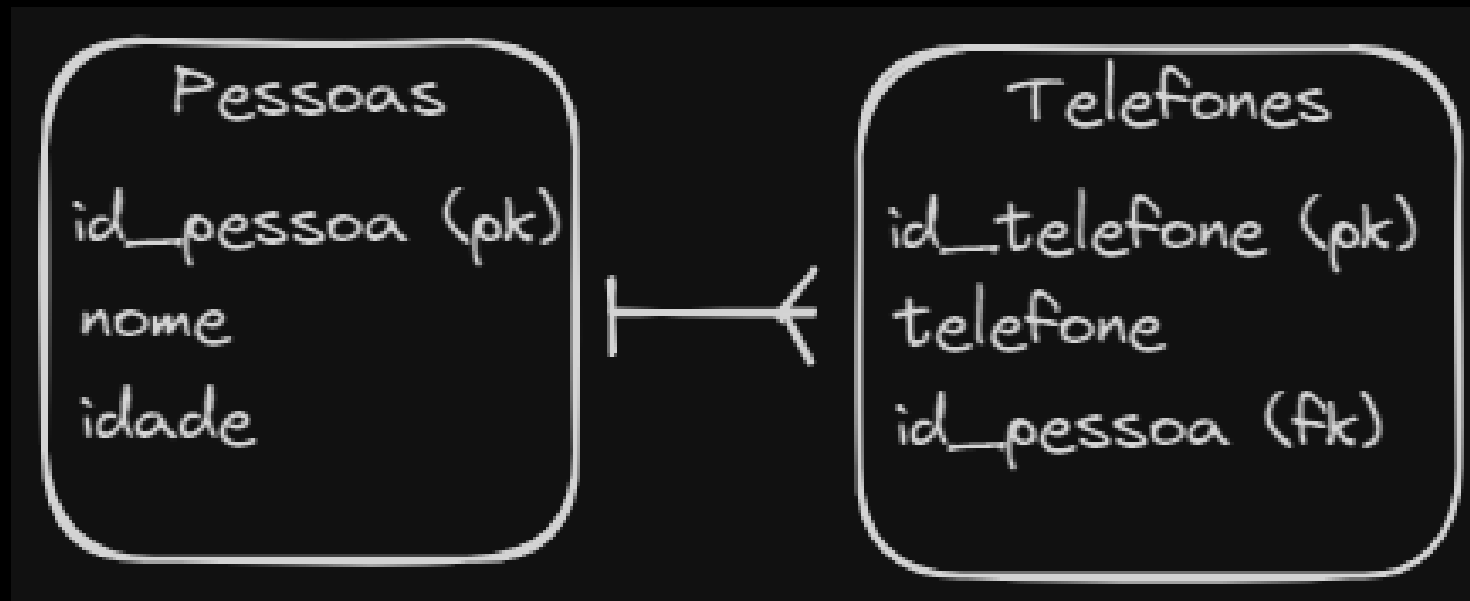 Pessoas
id_pessoa (pk)
nome
idade
Telefones
id_telefone (pk)
telefone
id_pessoa (fk)